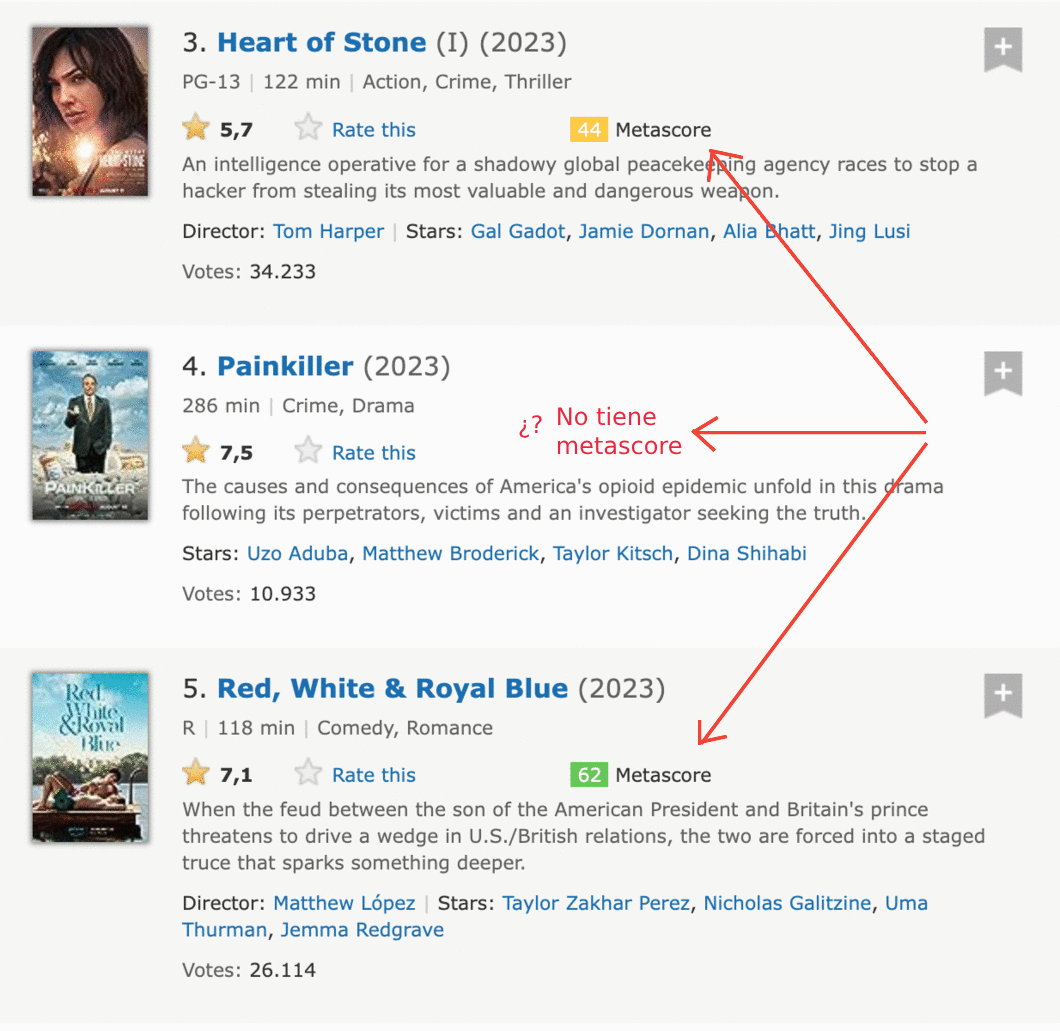 3. Heart of Stone (I) (2023)
PG-13 | 122 min | Action, Crime, Thriller
5,7 Rate this 44 Metascore
An intelligence operative for a shadowy global peacekeeping agency races to stop a
hacker from stealing its most valuable and dangerous weapon.
Director: Tom Harper | Stars: Gal Gadot, Jamie Dornan, Alia Bhatt, Jing Lusi
Votes: 34.233
4. Painkiller (2023)
286 min | Crime, Drama
¿? No tiene
metascore
7,5 Rate this
The causes and consequences of America's opioid epidemic unfold in this drama
following its perpetrators, victims and an investigator seeking the truth.
Stars: Uzo Aduba, Matthew Broderick, Taylor Kitsch, Dina Shihabi
Votes: 10.933
PAINKILLER
5. Red, White & Royal Blue (2023)
R | 118 min | Comedy, Romance
7,1 Rate this 62 Metascore
When the feud between the son of the American President and Britain's prince
threatens to drive a wedge in U.S./British relations, the two are forced into a staged
truce that sparks something deeper.
Director: Matthew López | Stars: Taylor Zakhar Perez, Nicholas Galitzine, Uma
Thurman, Jemma Redgrave
Votes: 26.114
Red,
White
& Royal
Blue